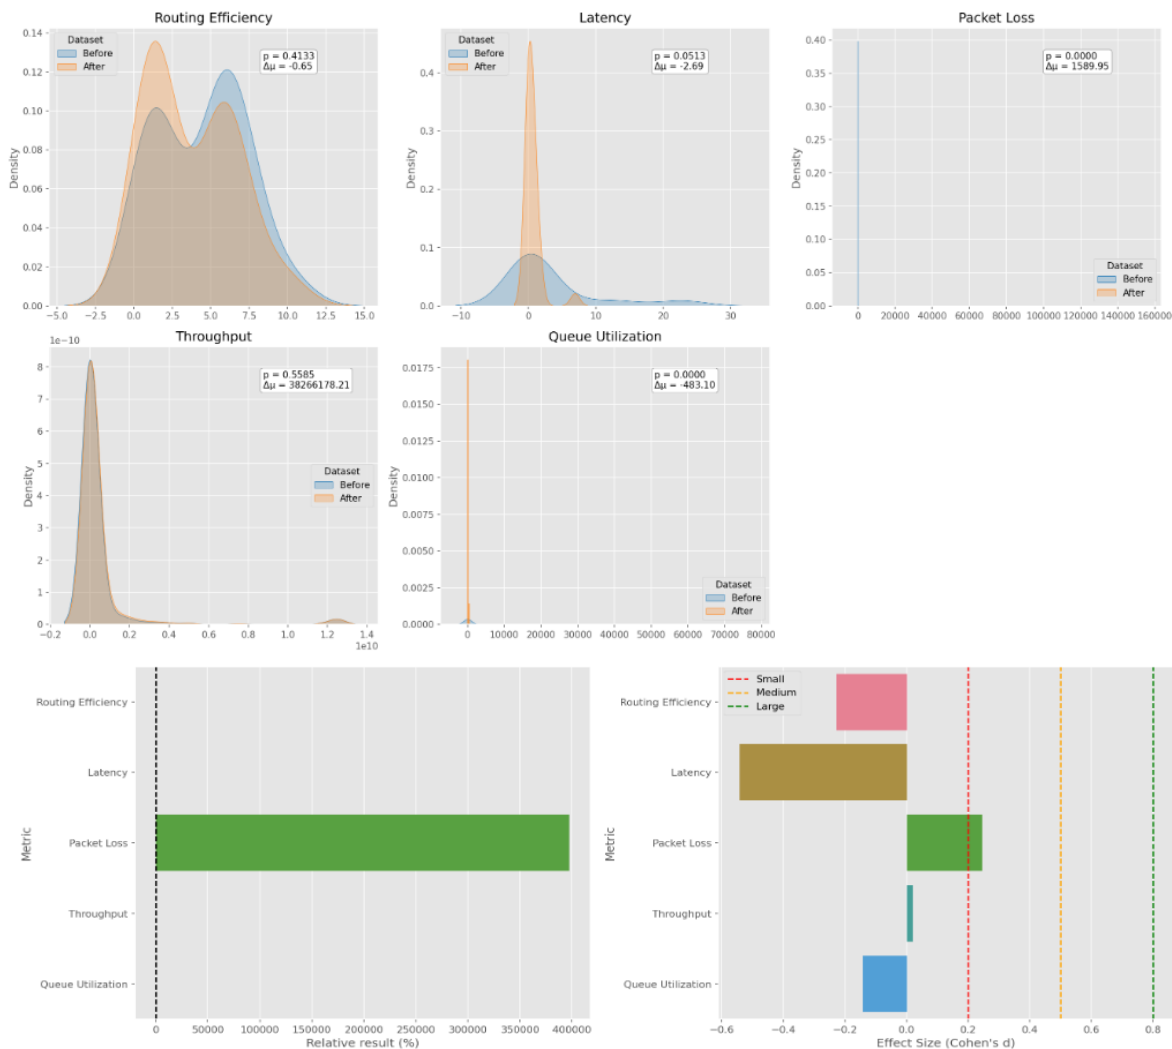 Routing Efficiency
Dataset
Before
After
p = 0.4133
Δμ = -0.65
Density
0.14
0.12
0.10
0.08
0.06
0.04
0.02
0.00
−5.0 −2.5 0.0 2.5 5.0 7.5 10.0 12.5 15.0
Latency
Dataset
Before
After
p = 0.0513
Δμ = -2.69
Density
0.4
0.3
0.2
0.1
0.0
−10 0 10 20 30
Packet Loss
p = 0.0000
Δμ = 1589.95
Dataset
Before
After
Density
0.40
0.35
0.30
0.25
0.20
0.15
0.10
0.05
0.00
0 20000 40000 60000 80000 100000 120000 140000 160000
Throughput
1e−10
p = 0.5585
Δμ = 38266178.21
Dataset
Before
After
Density
8
7
6
5
4
3
2
1
0
−0.2 0.0 0.2 0.4 0.6 0.8 1.0 1.2 1.4
1e10
Queue Utilization
p = 0.0000
Δμ = -483.10
Dataset
Before
After
Density
0.0175
0.0150
0.0125
0.0100
0.0075
0.0050
0.0025
0.0000
0 10000 20000 30000 40000 50000 60000 70000 80000
Metric
Routing Efficiency
Latency
Packet Loss
Throughput
Queue Utilization
0 50000 100000 150000 200000 250000 300000 350000 400000
Relative result (%)
Small
Medium
Large
Metric
Routing Efficiency
Latency
Packet Loss
Throughput
Queue Utilization
−0.6 −0.4 −0.2 0.0 0.2 0.4 0.6 0.8
Effect Size (Cohen's d)